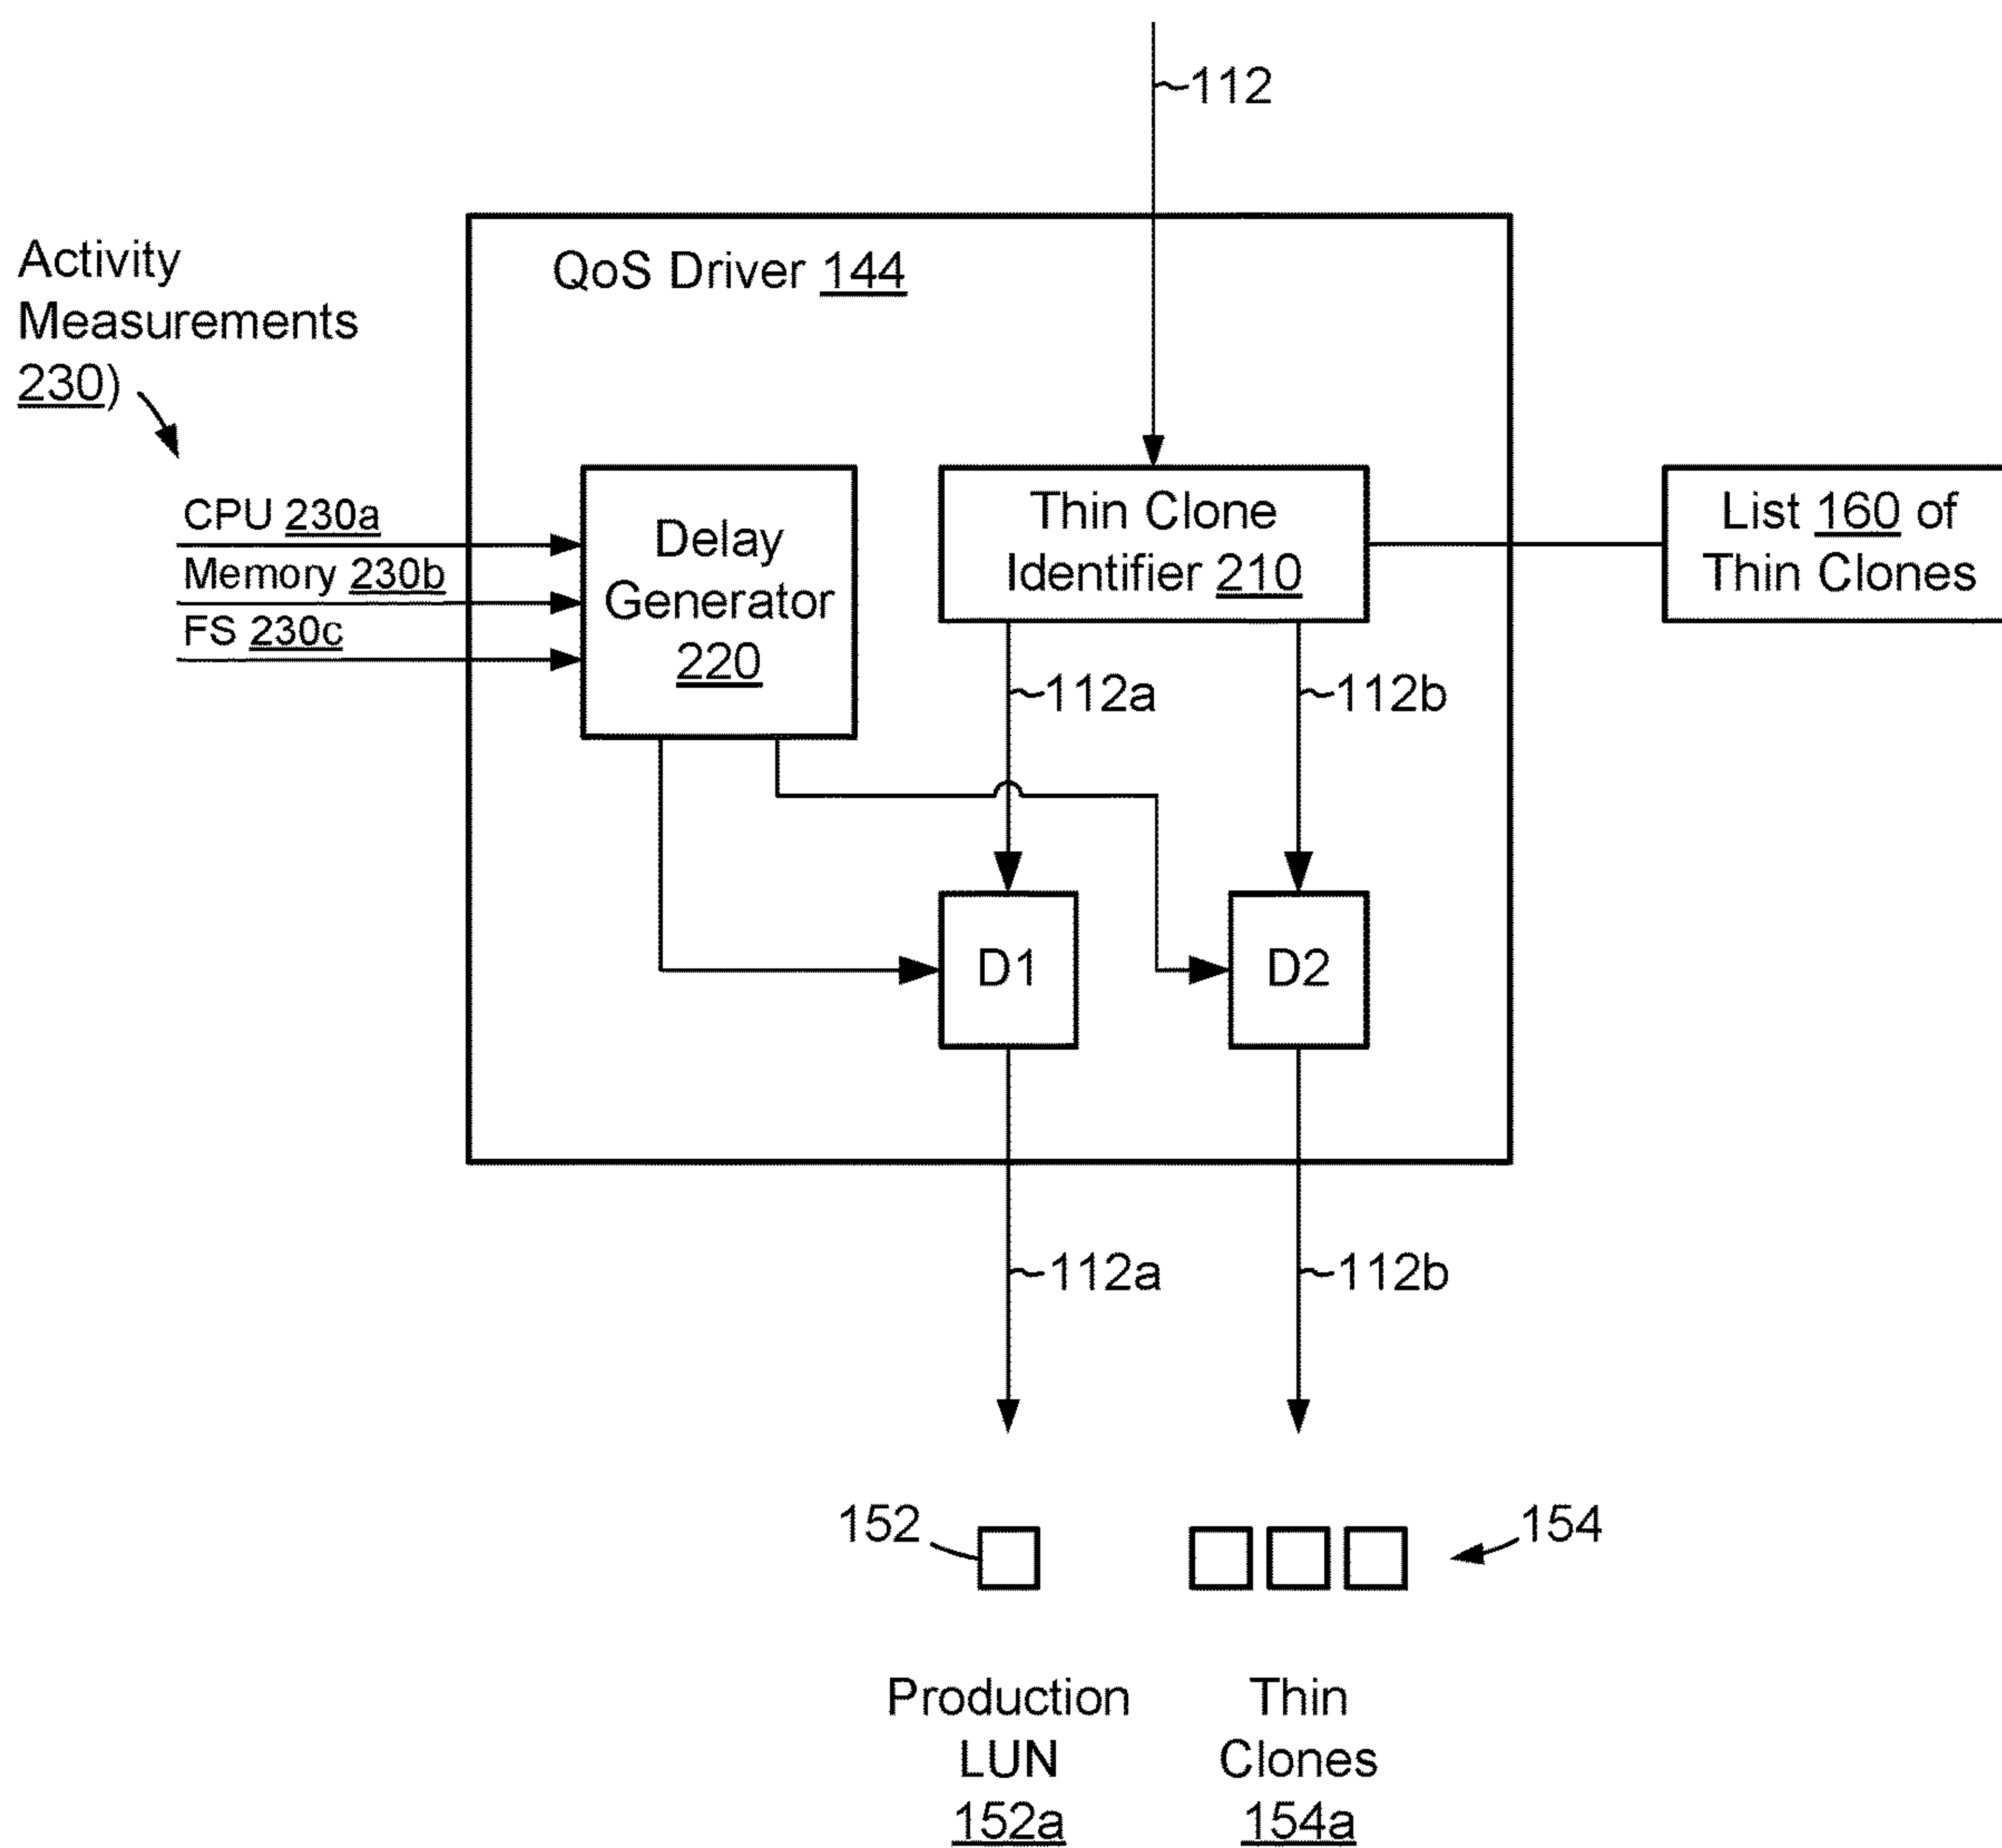 112
Activity
Measurements
230)
QoS Driver 144
CPU 230a
Memory 230b
FS 230c
Delay
Generator
220
Thin Clone
Identifier 210
List 160 of
Thin Clones
112a
112b
D1
D2
112a
112b
152
154
Production
LUN
152a
Thin
Clones
154a